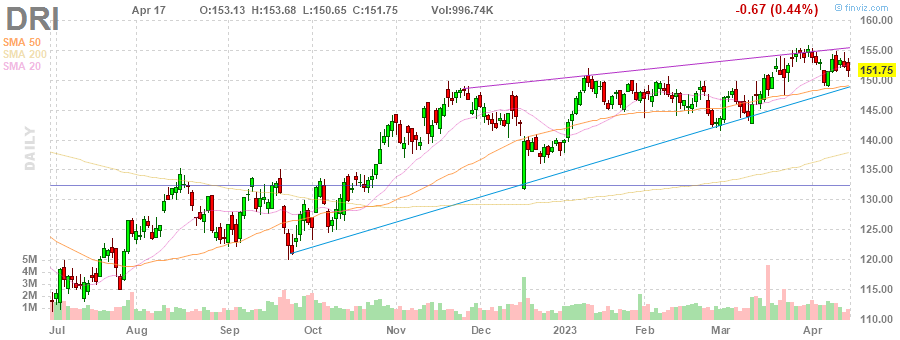 DRI Apr 17 O:153.13 H:153.68 L:150.65 C:151.75 Vol:996.74K -0.67 (0.44%) © finviz.com
SMA 50
SMA 200
SMA 20
DAILY
160.00
155.00
151.75
150.00
145.00
140.00
135.00
130.00
125.00
120.00
115.00
110.00
5M
4M
3M
2M
1M
Jul Aug Sep Oct Nov Dec 2023 Feb Mar Apr